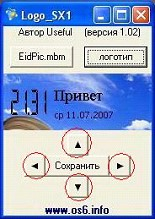 Logo_SX1
Автор Useful (версия 1.02)
EidPic.mbm логотип
21.31 Привет
ср 11.07.2007
Сохранить
www.os6.info